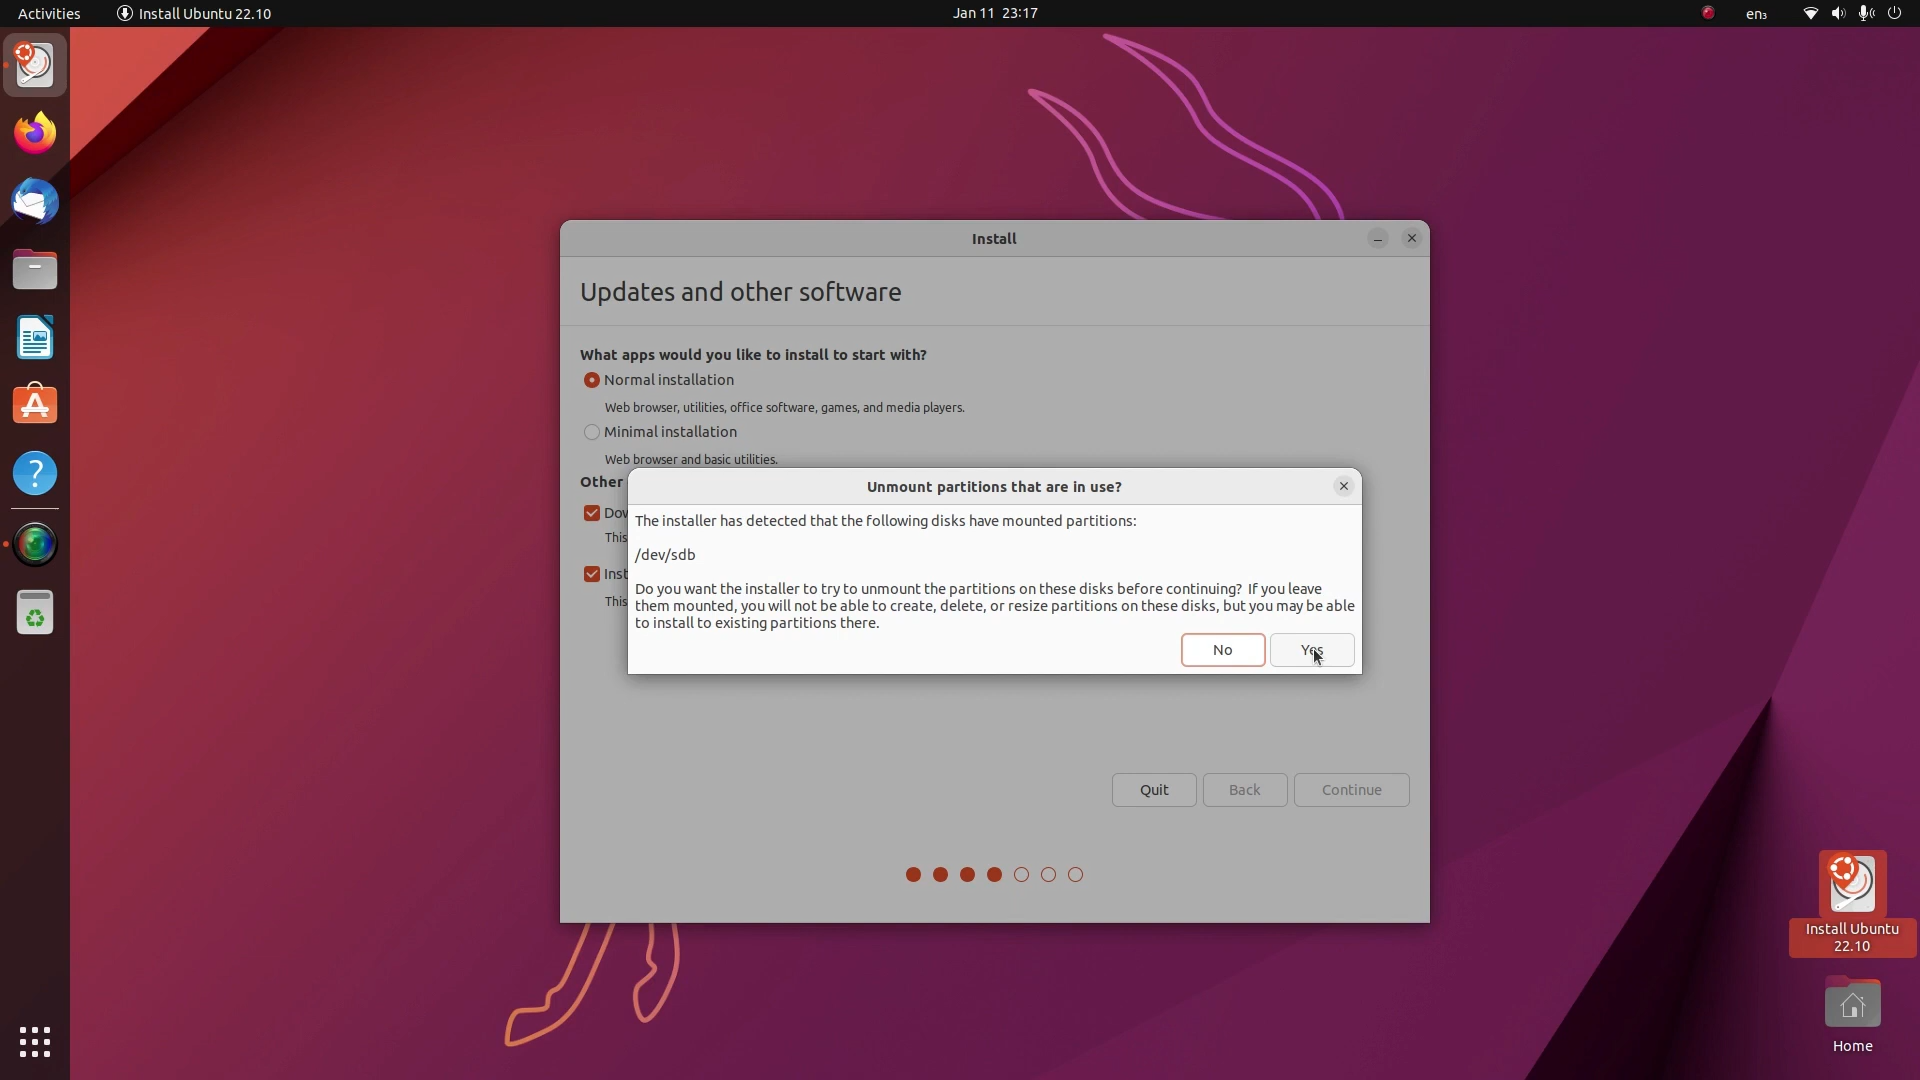 Activities
Install Ubuntu 22.10
Jan 11 23:17
en₃
Install
Updates and other software
What apps would you like to install to start with?
Normal installation
Web browser, utilities, office software, games, and media players.
Minimal installation
Web browser and basic utilities.
Other
Dow
This
Inst
This
Unmount partitions that are in use?
The installer has detected that the following disks have mounted partitions:
/dev/sdb
Do you want the installer to try to unmount the partitions on these disks before continuing? If you leave
them mounted, you will not be able to create, delete, or resize partitions on these disks, but you may be able
to install to existing partitions there.
No
Yes
Quit
Back
Continue
Install Ubuntu
22.10
Home